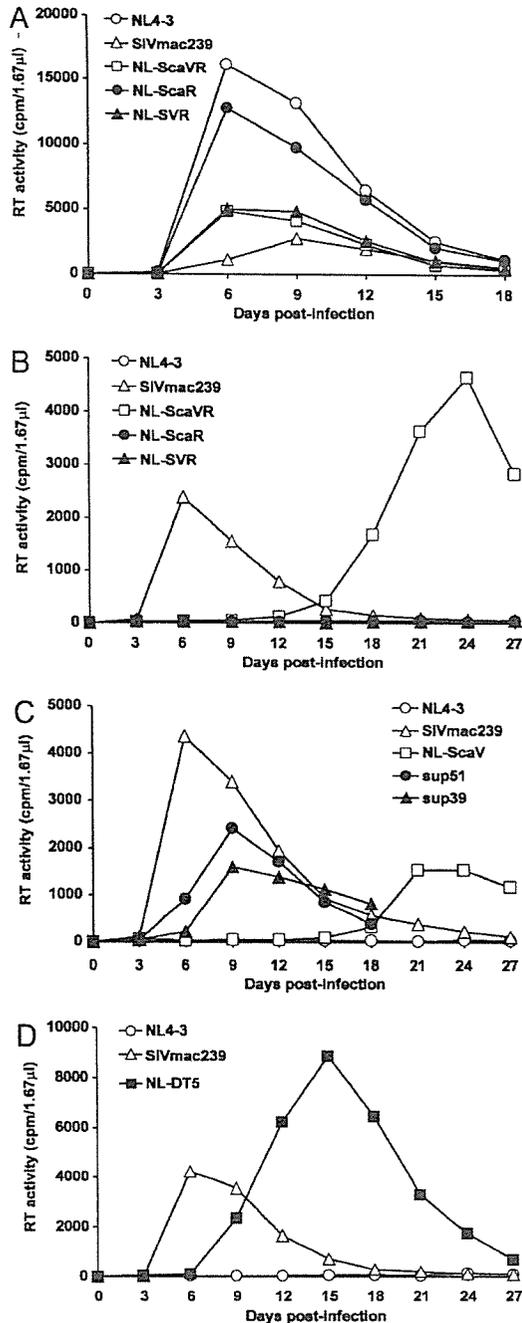 A
NL4-3
SIVmac239
NL-ScaVR
NL-ScaR
NL-SVR
RT activity (cpm/1.67µl)
20000
15000
10000
5000
0
0 3 6 9 12 15 18
Days post-infection
B
NL4-3
SIVmac239
NL-ScaVR
NL-ScaR
NL-SVR
RT activity (cpm/1.67µl)
5000
4000
3000
2000
1000
0
0 3 6 9 12 15 18 21 24 27
Days post-infection
C
NL4-3
SIVmac239
NL-ScaV
sup51
sup39
RT activity (cpm/1.67µl)
5000
4000
3000
2000
1000
0
0 3 6 9 12 15 18 21 24 27
Days post-infection
D
NL4-3
SIVmac239
NL-DT5
RT activity (cpm/1.67µl)
10000
8000
6000
4000
2000
0
0 3 6 9 12 15 18 21 24 27
Days post-infection